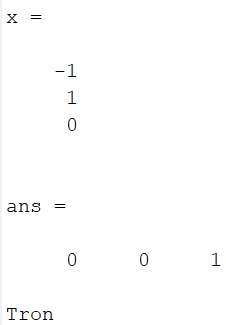 x =
-1
1
0
ans =
0 0 1
Tron